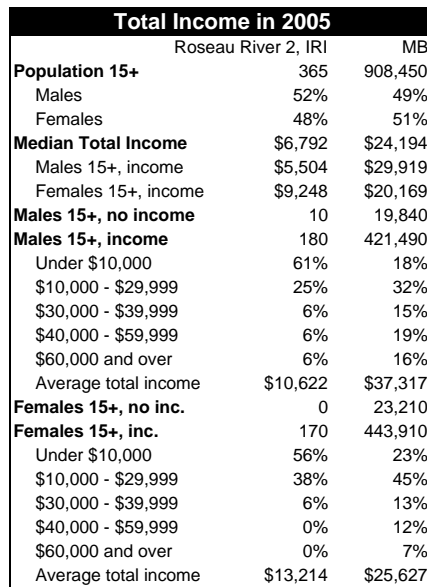 Total Income in 2005
Roseau River 2, IRI MB
Population 15+ 365 908,450
Males 52% 49%
Females 48% 51%
Median Total Income $6,792 $24,194
Males 15+, income $5,504 $29,919
Females 15+, income $9,248 $20,169
Males 15+, no income 10 19,840
Males 15+, income 180 421,490
Under $10,000 61% 18%
$10,000 - $29,999 25% 32%
$30,000 - $39,999 6% 15%
$40,000 - $59,999 6% 19%
$60,000 and over 6% 16%
Average total income $10,622 $37,317
Females 15+, no inc. 0 23,210
Females 15+, inc. 170 443,910
Under $10,000 56% 23%
$10,000 - $29,999 38% 45%
$30,000 - $39,999 6% 13%
$40,000 - $59,999 0% 12%
$60,000 and over 0% 7%
Average total income $13,214 $25,627